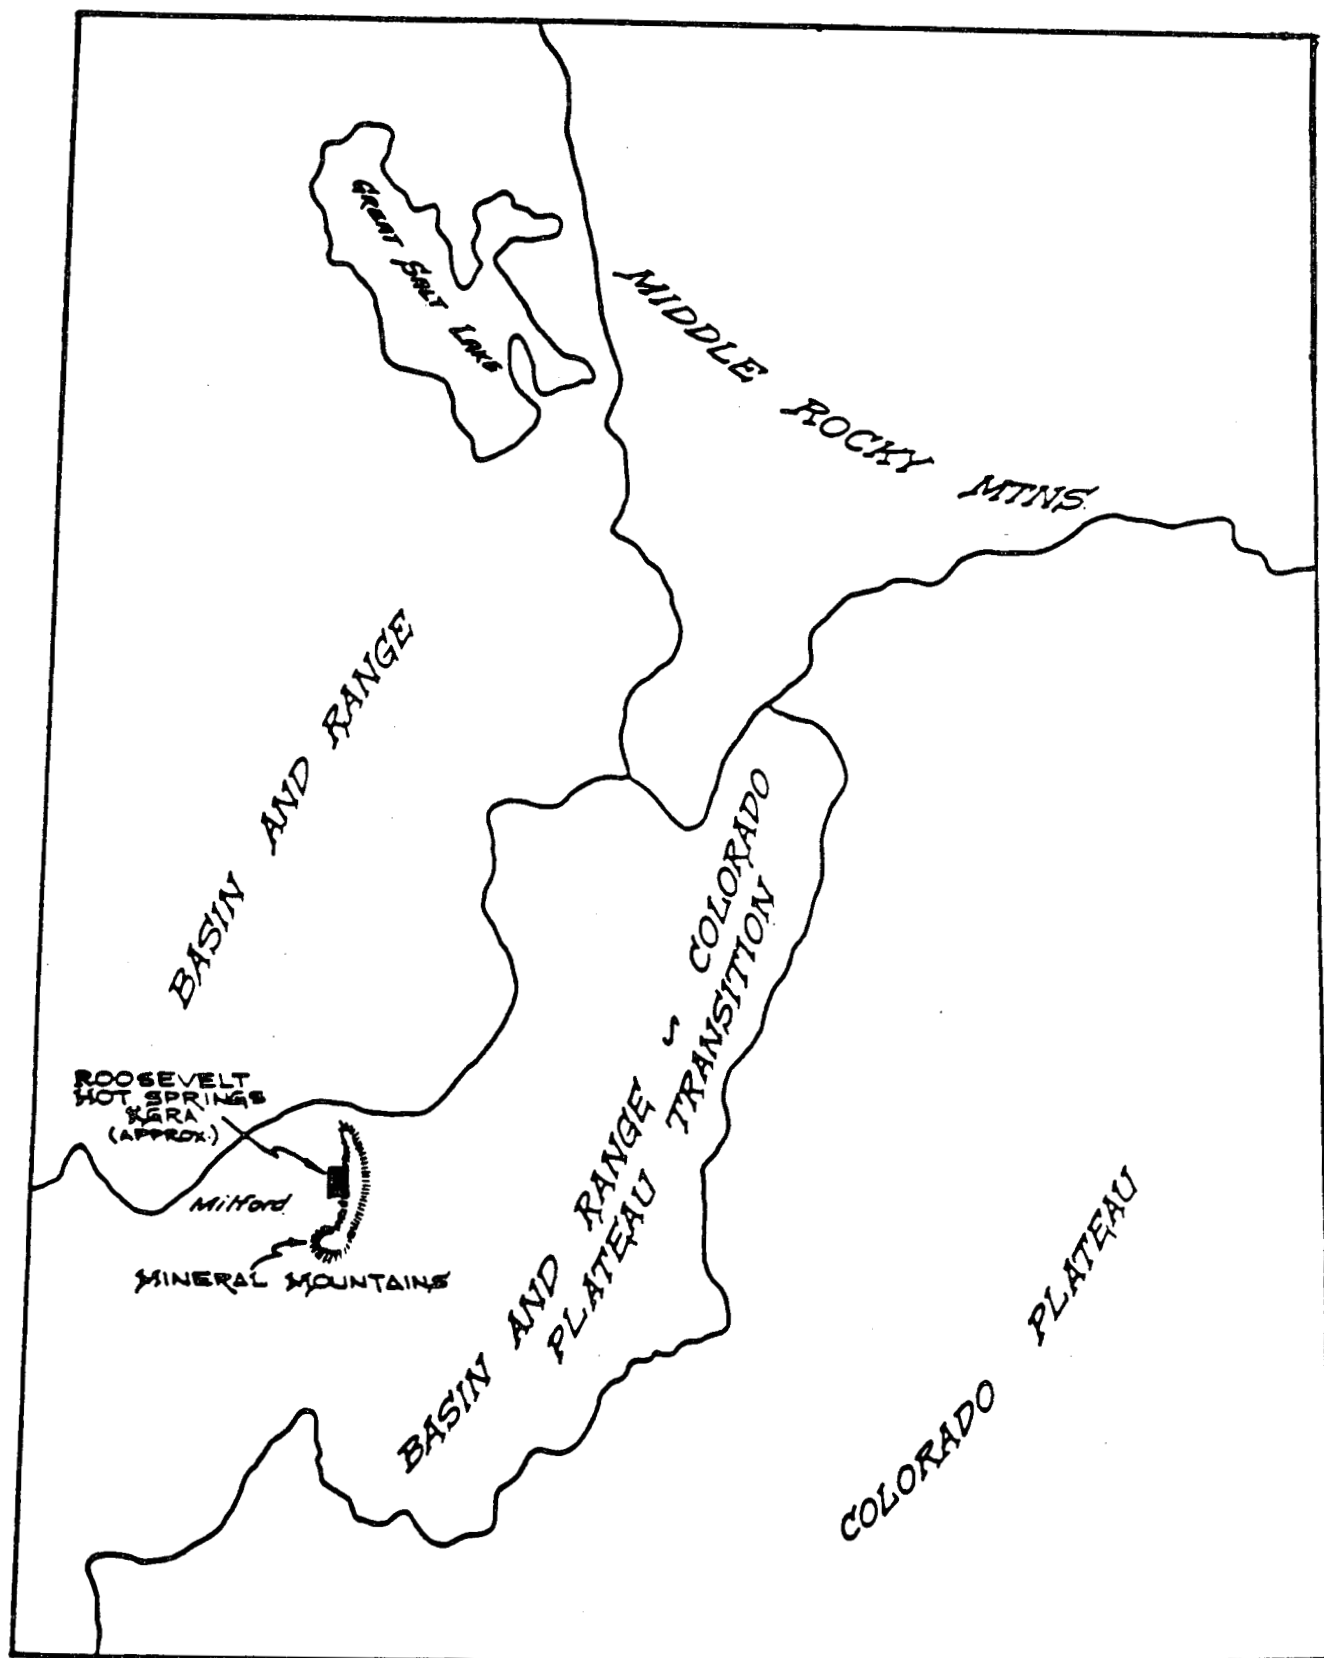 GREAT SALT LAKE
MIDDLE ROCKY MTNS.
BASIN AND RANGE
BASIN AND RANGE - COLORADO
PLATEAU TRANSITION
ROOSEVELT
HOT SPRINGS
KGRA
(APPROX.)
Milford
MINERAL MOUNTAINS
COLORADO PLATEAU